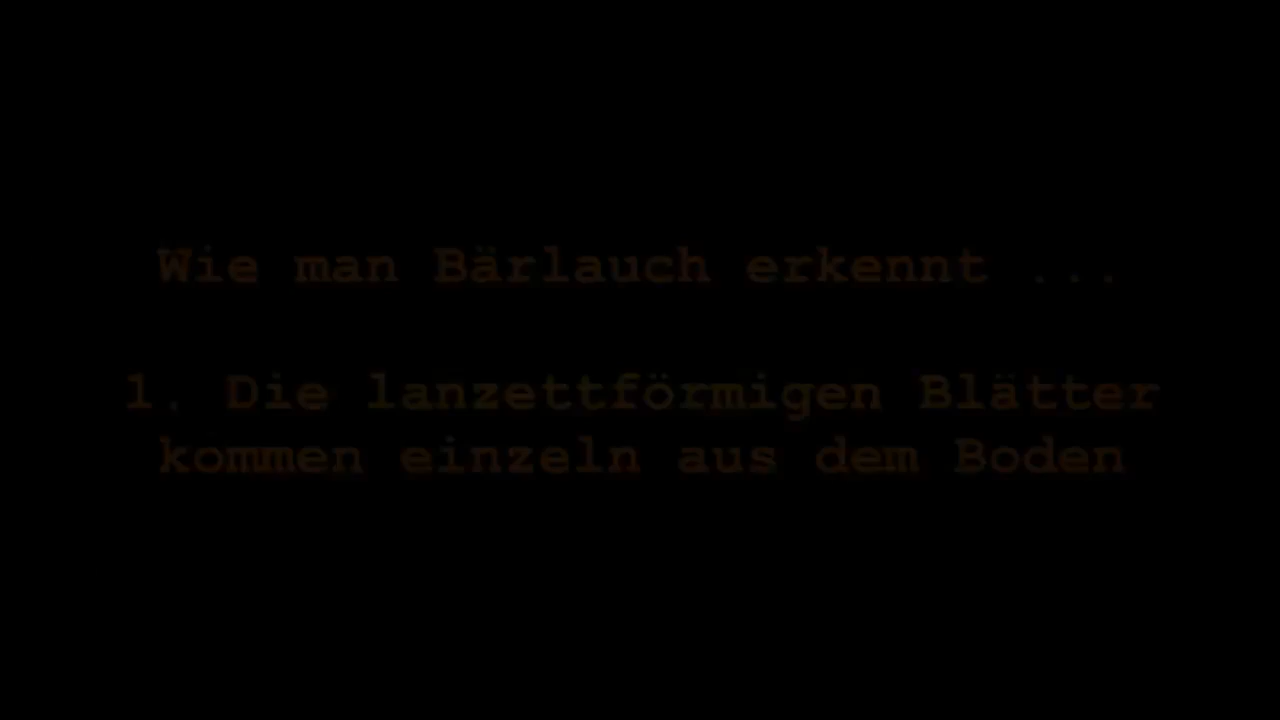 Wie man Bärlauch erkennt ...
1. Die lanzettförmigen Blätter
kommen einzeln aus dem Boden